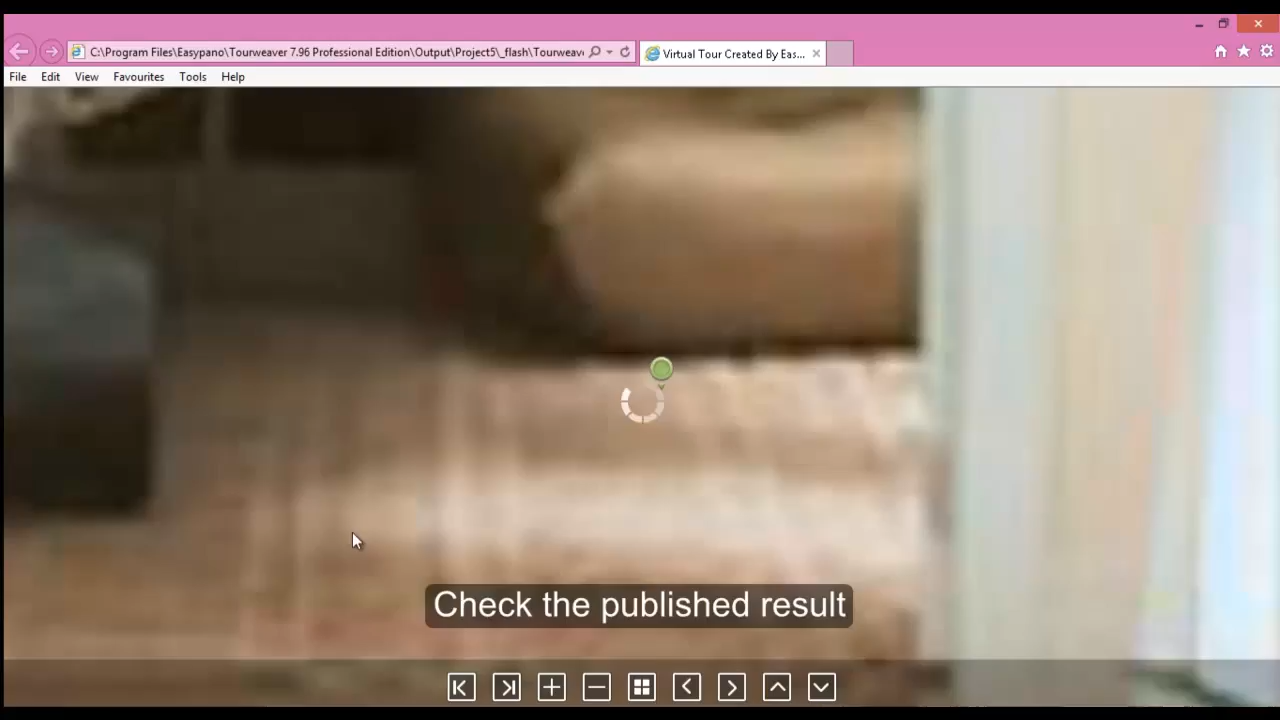 C:\Program Files\Easypano\Tourweaver 7.96 Professional Edition\Output\Project5\_flash\Tourweave
Virtual Tour Created By Eas...
File Edit View Favourites Tools Help
Check the published result